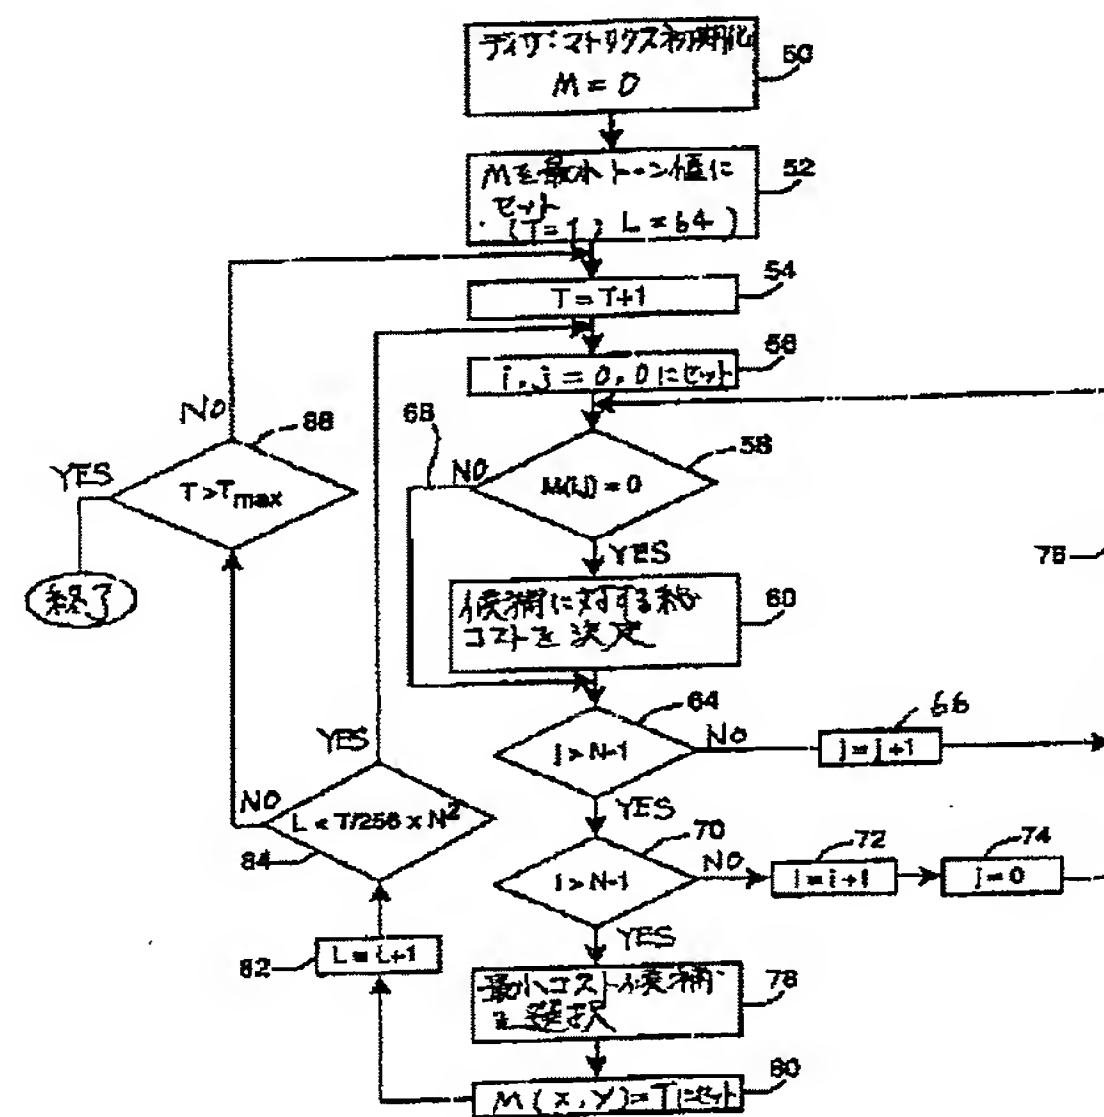 ディザ・マトリクス初期化
M = 0
50
Mを最小トーン値に
セット
(T=1; L=64)
52
T = T+1
54
i, j = 0, 0にセット
56
NO
88
YES
T > Tmax
終了
68
NO
M(i,j) = 0
58
YES
76
候補に対する総
コストを決定
60
64
j > N-1
NO
66
j = j+1
YES
YES
NO
L < T/256 x N²
84
70
i > N-1
NO
72
i = i+1
74
j = 0
YES
82
L = L+1
最小コスト候補
を選択
78
M(x,y)=Tにセット
80